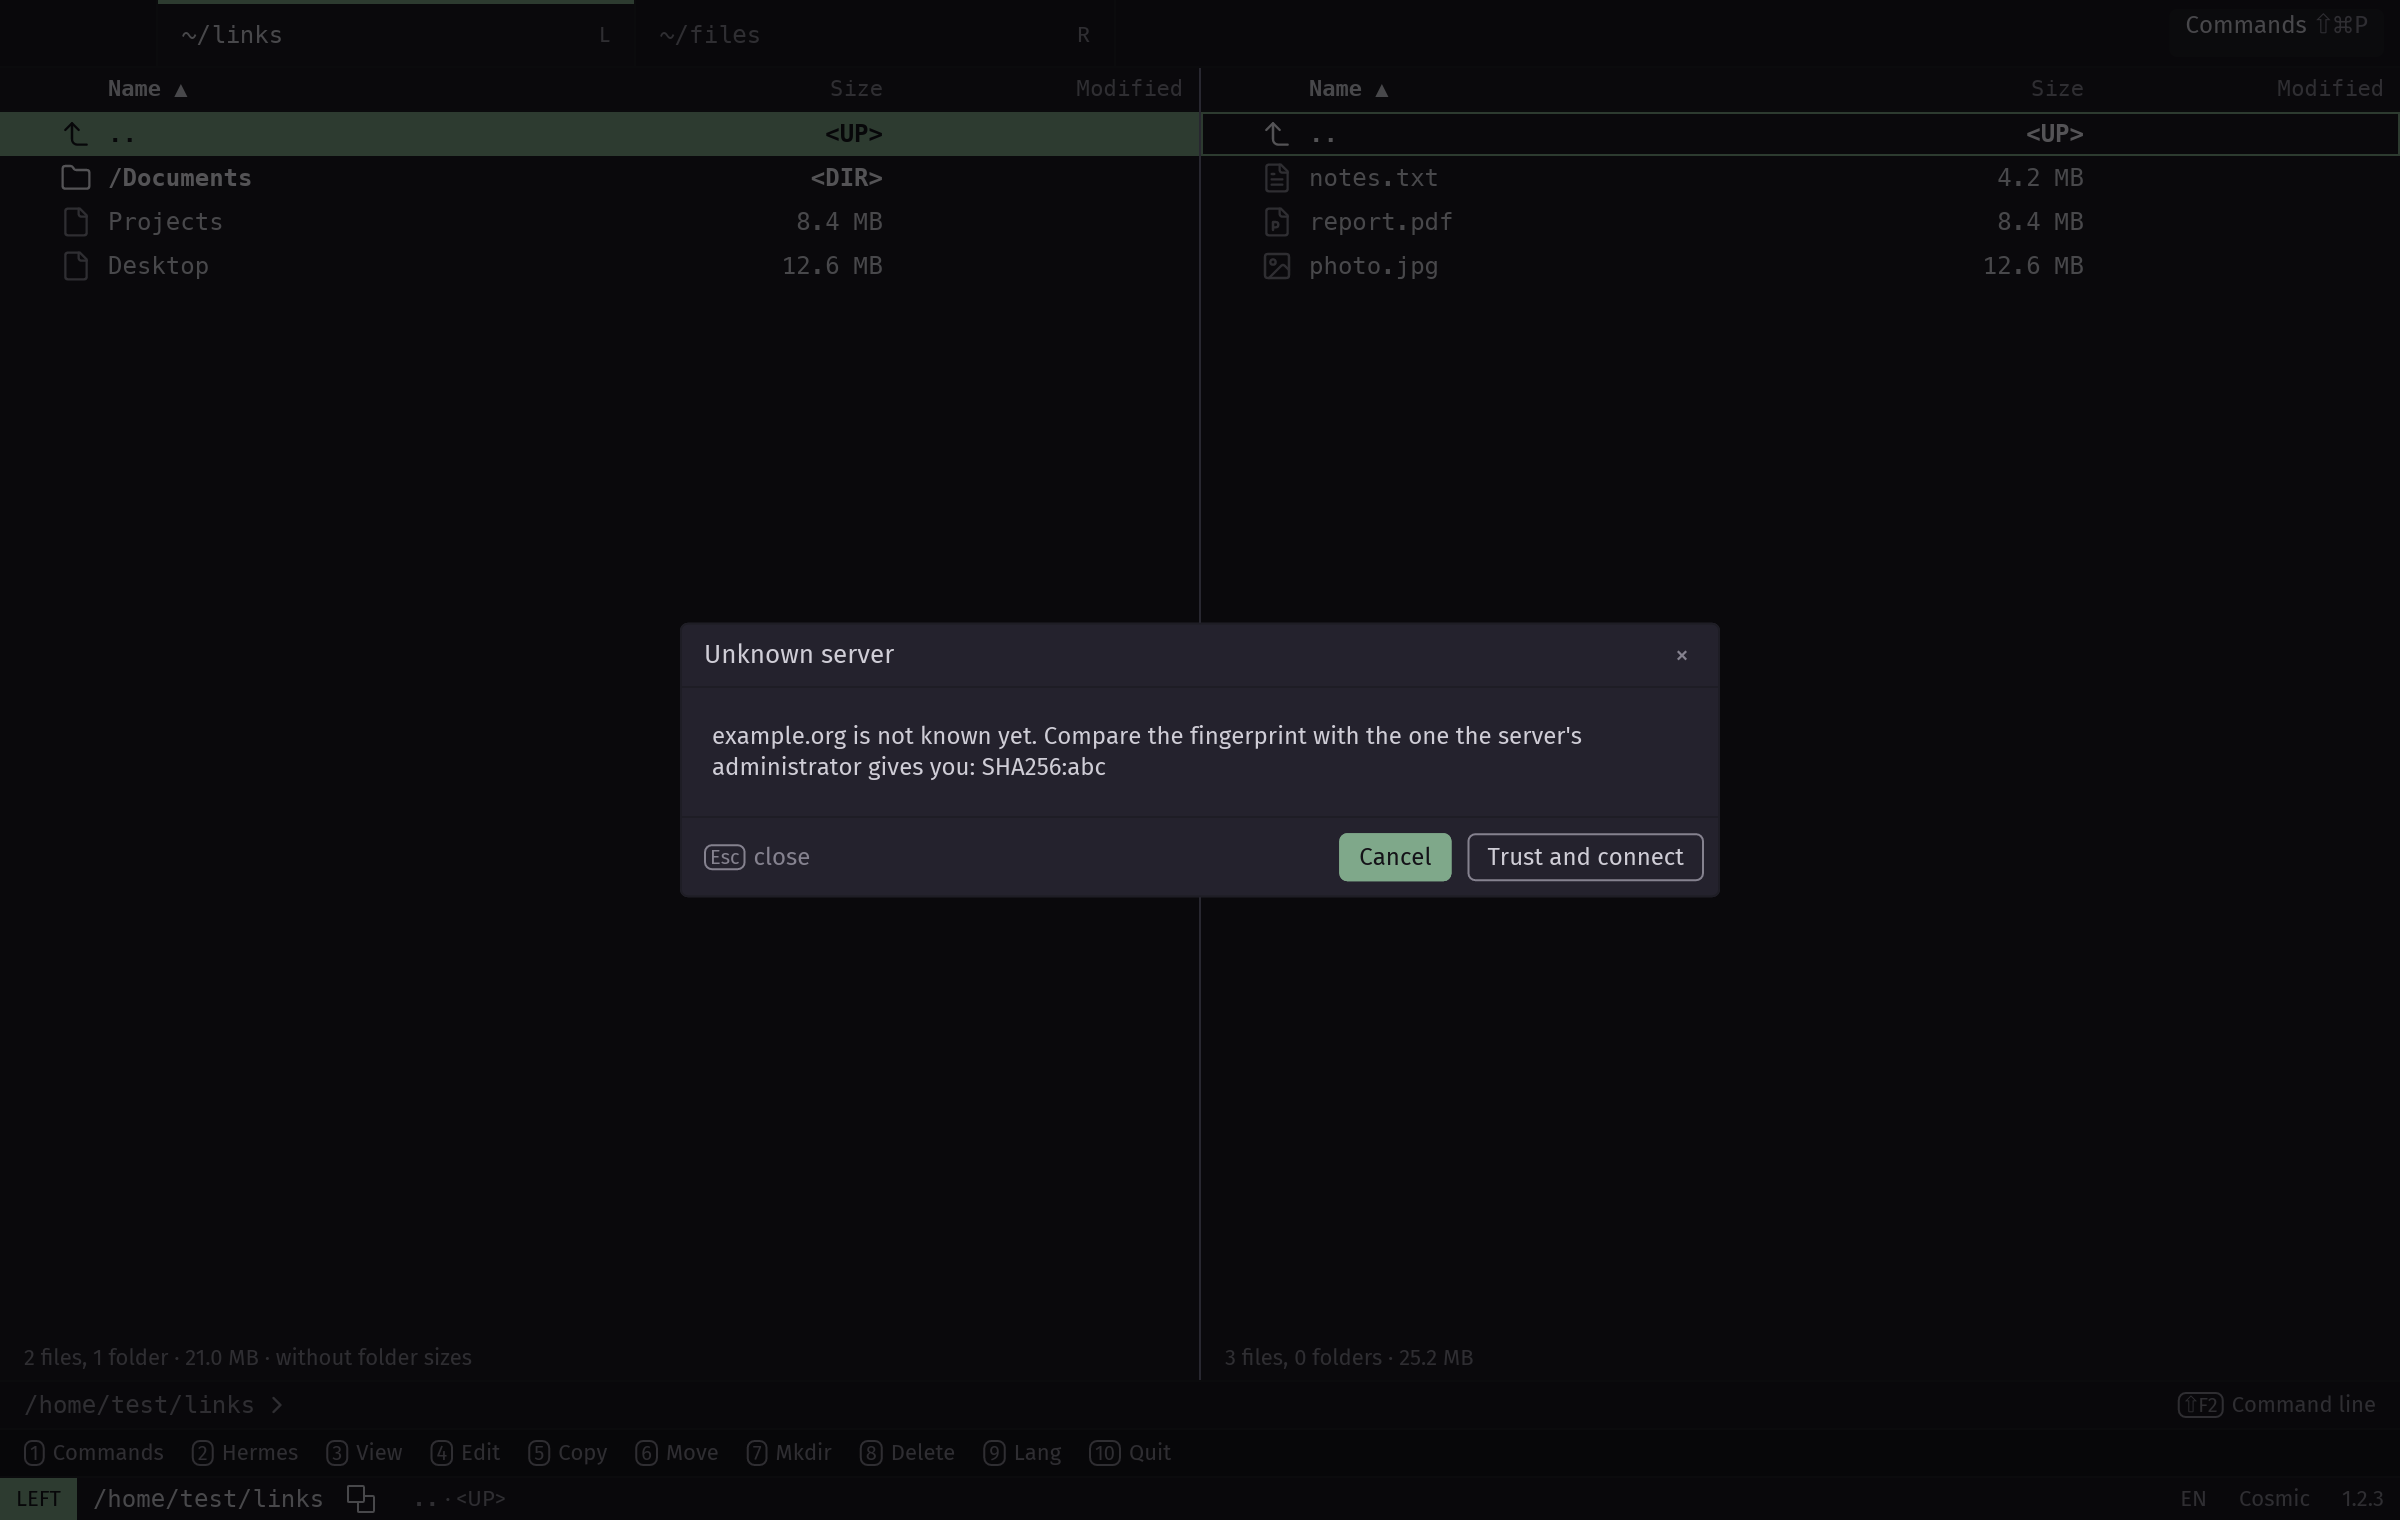 ~/links L ~/files R Commands ⇧⌘P
Name ▲ Size Modified Name ▲ Size Modified
.. <UP> .. <UP>
/Documents <DIR> notes.txt 4.2 MB
Projects 8.4 MB report.pdf 8.4 MB
Desktop 12.6 MB photo.jpg 12.6 MB
Unknown server ×
example.org is not known yet. Compare the fingerprint with the one the server's
administrator gives you: SHA256:abc
Esc close Cancel Trust and connect
2 files, 1 folder · 21.0 MB · without folder sizes 3 files, 0 folders · 25.2 MB
/home/test/links > ⇧F2 Command line
1 Commands 2 Hermes 3 View 4 Edit 5 Copy 6 Move 7 Mkdir 8 Delete 9 Lang 10 Quit
LEFT /home/test/links .. · <UP> EN Cosmic 1.2.3